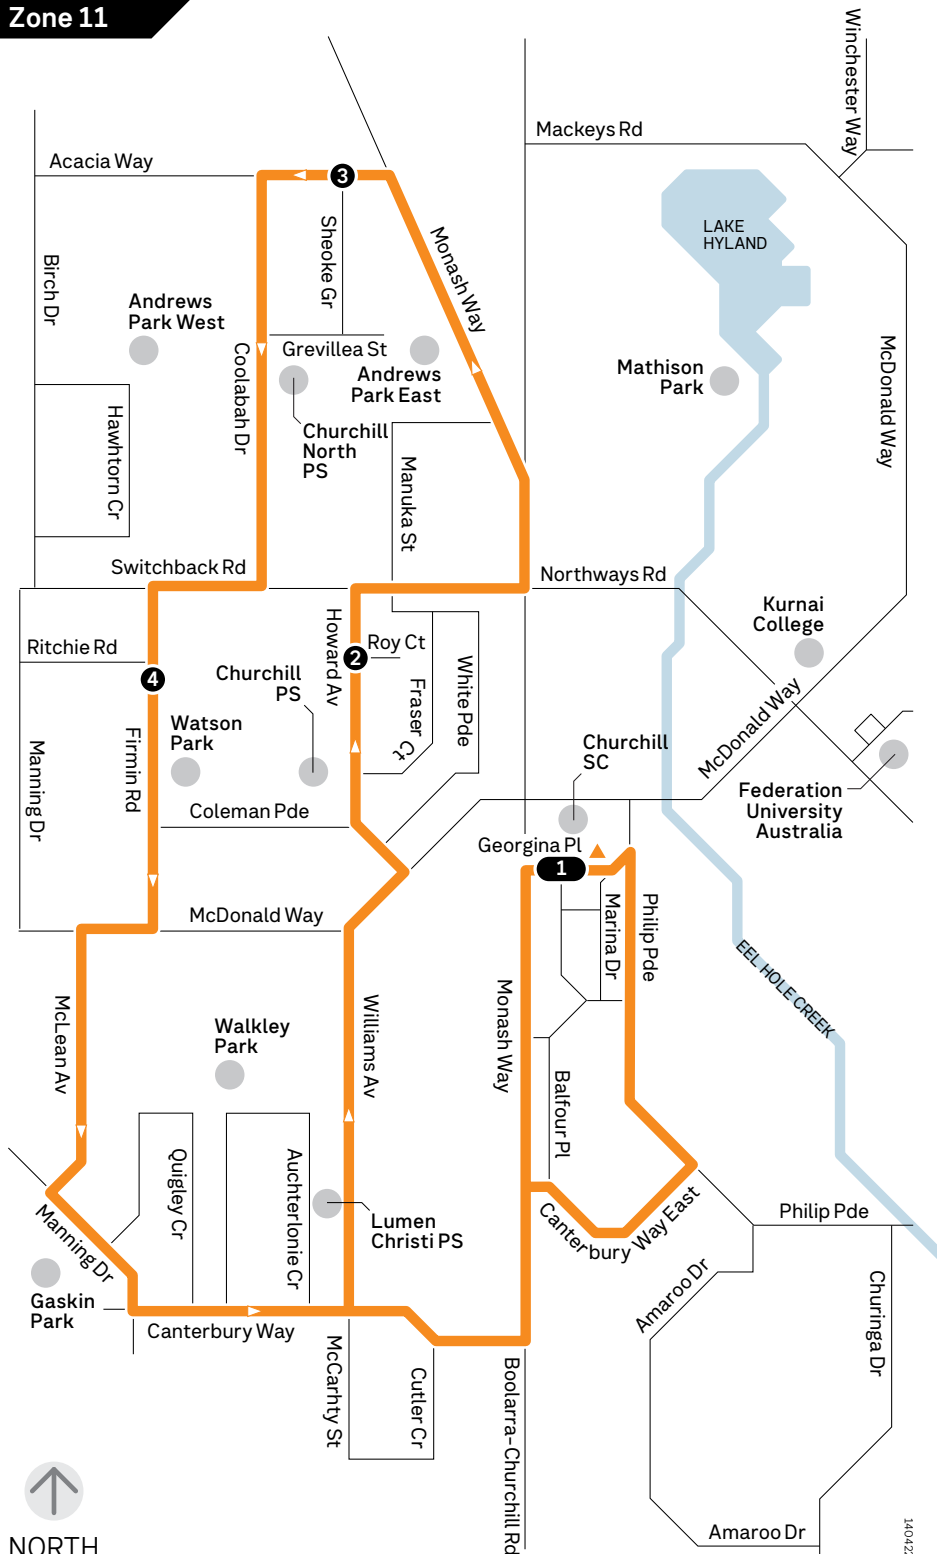 Zone 11
Winchester Way
Mackeys Rd
Acacia Way
3
Sheoke Gr
Monash Way
LAKE
HYLAND
Birch Dr
Andrews
Park West
Coolabah Dr
Grevillea St
Andrews
Park East
Mathison
Park
McDonald Way
Hawhtorn Cr
Churchill
North
PS
Manuka St
Switchback Rd
Northways Rd
Kurnai
College
Ritchie Rd
Howard Av
Roy Ct
2
4
Churchill
PS
Fraser Ct
White Pde
McDonald Way
Manning Dr
Firmin Rd
Watson
Park
Churchill
SC
Federation
University
Australia
Coleman Pde
Georgina Pl
1
McDonald Way
Marina Dr
Philip Pde
EEL HOLE CREEK
McLean Av
Walkley
Park
Williams Av
Monash Way
Balfour Pl
Quigley Cr
Auchterlonie Cr
Lumen
Christi PS
Canterbury Way East
Philip Pde
Manning Dr
Gaskin
Park
Canterbury Way
McCarhty St
Cutler Cr
Boolarra-Churchill Rd
Amaroo Dr
Churinga Dr
Amaroo Dr
NORTH